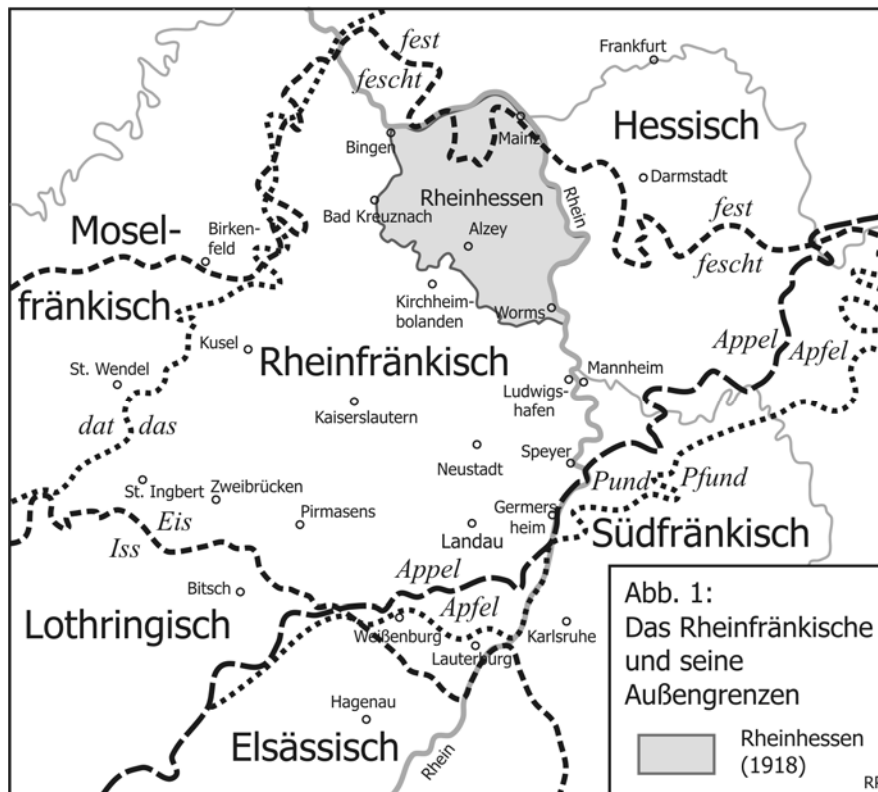 fest
fescht
Frankfurt
Hessisch
Mainz
Bingen
Darmstadt
Rheinhessen
Rhein
Bad Kreuznach
Alzey
fest
fescht
Mosel-
fränkisch
Birken-
feld
Kirchheim-
bolanden
Worms
Kusel
Rheinfränkisch
Appel
Apfel
St. Wendel
Mannheim
Ludwigs-
hafen
Kaiserslautern
dat
das
Neustadt
Speyer
Pund
Pfund
St. Ingbert
Zweibrücken
Eis
Iss
Pirmasens
Germers
heim
Landau
Südfränkisch
Appel
Apfel
Bitsch
Lothringisch
Weißenburg
Lauterburg
Karlsruhe
Hagenau
Elsässisch
Rhein
Abb. 1:
Das Rheinfränkische
und seine
Außengrenzen
Rheinhessen
(1918)